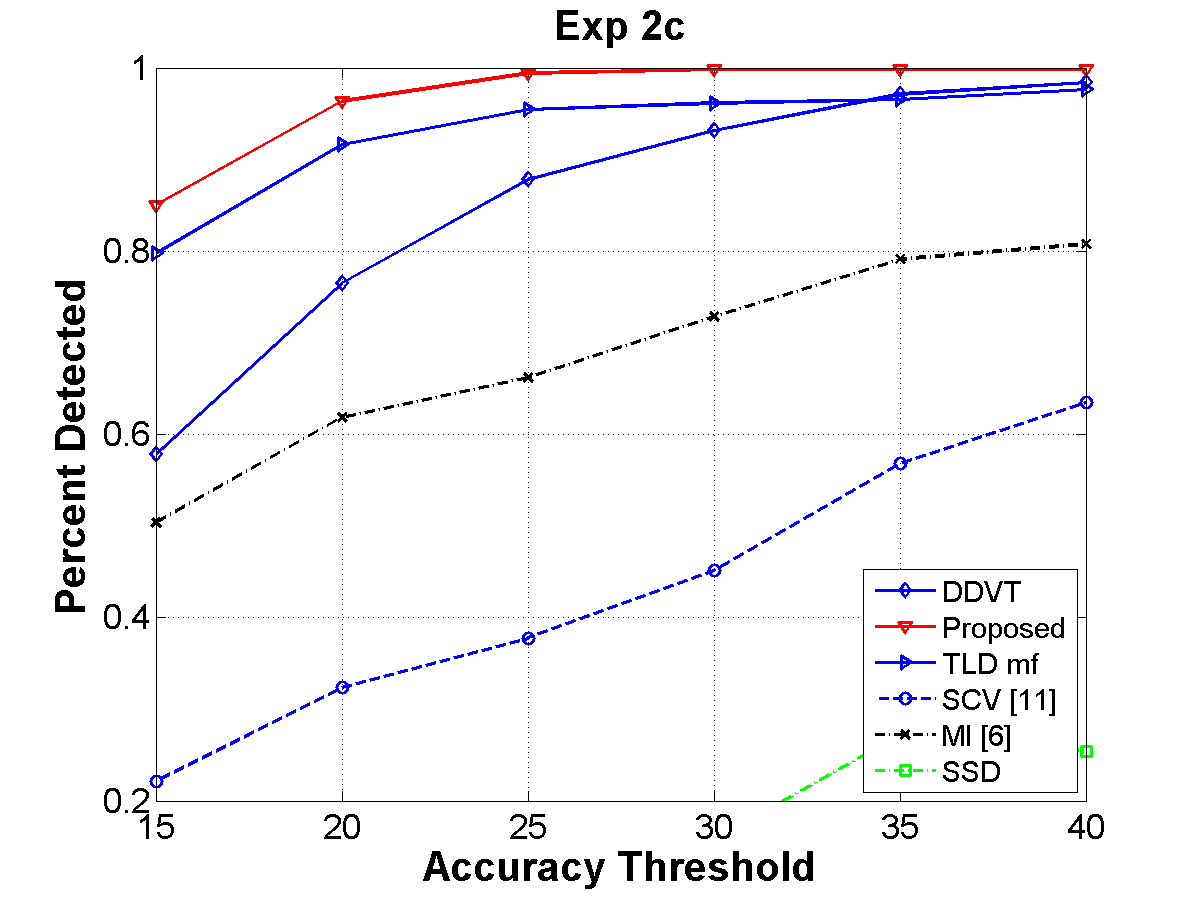 Exp 2c
1
0.8
0.6
0.4
0.2
Percent Detected
15 20 25 30 35 40
Accuracy Threshold
DDVT
Proposed
TLD mf
SCV [11]
MI [6]
SSD